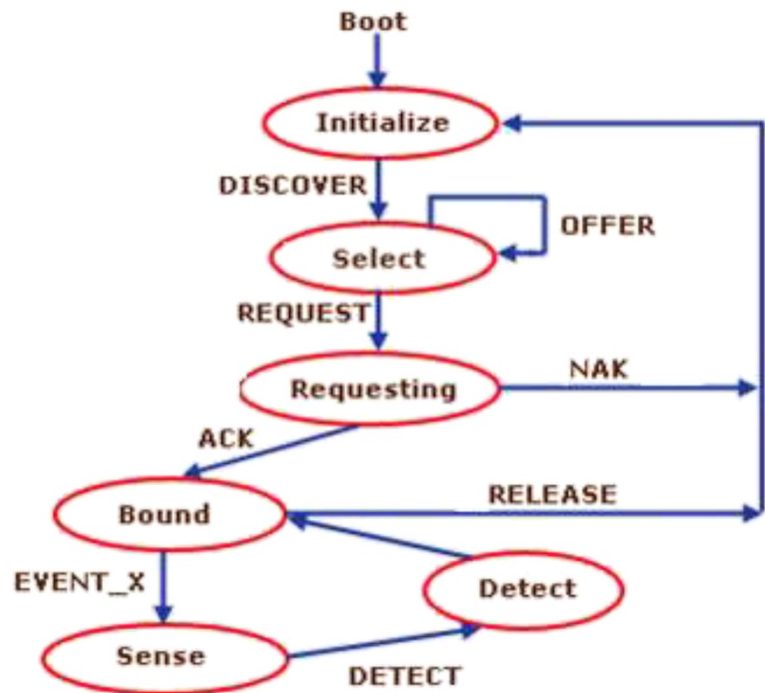 Boot
Initialize
DISCOVER
OFFER
Select
REQUEST
NAK
Requesting
ACK
RELEASE
Bound
EVENT_X
Detect
Sense
DETECT